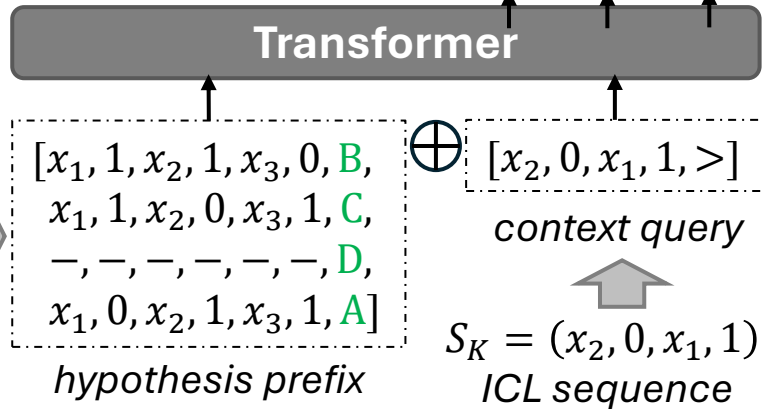 Transformer
[x₁, 1, x₂, 1, x₃, 0, B,
x₁, 1, x₂, 0, x₃, 1, C,
−, −, −, −, −, −, D,
x₁, 0, x₂, 1, x₃, 1, A]
hypothesis prefix
⊕
[x₂, 0, x₁, 1, >]
context query
S_K = (x₂, 0, x₁, 1)
ICL sequence